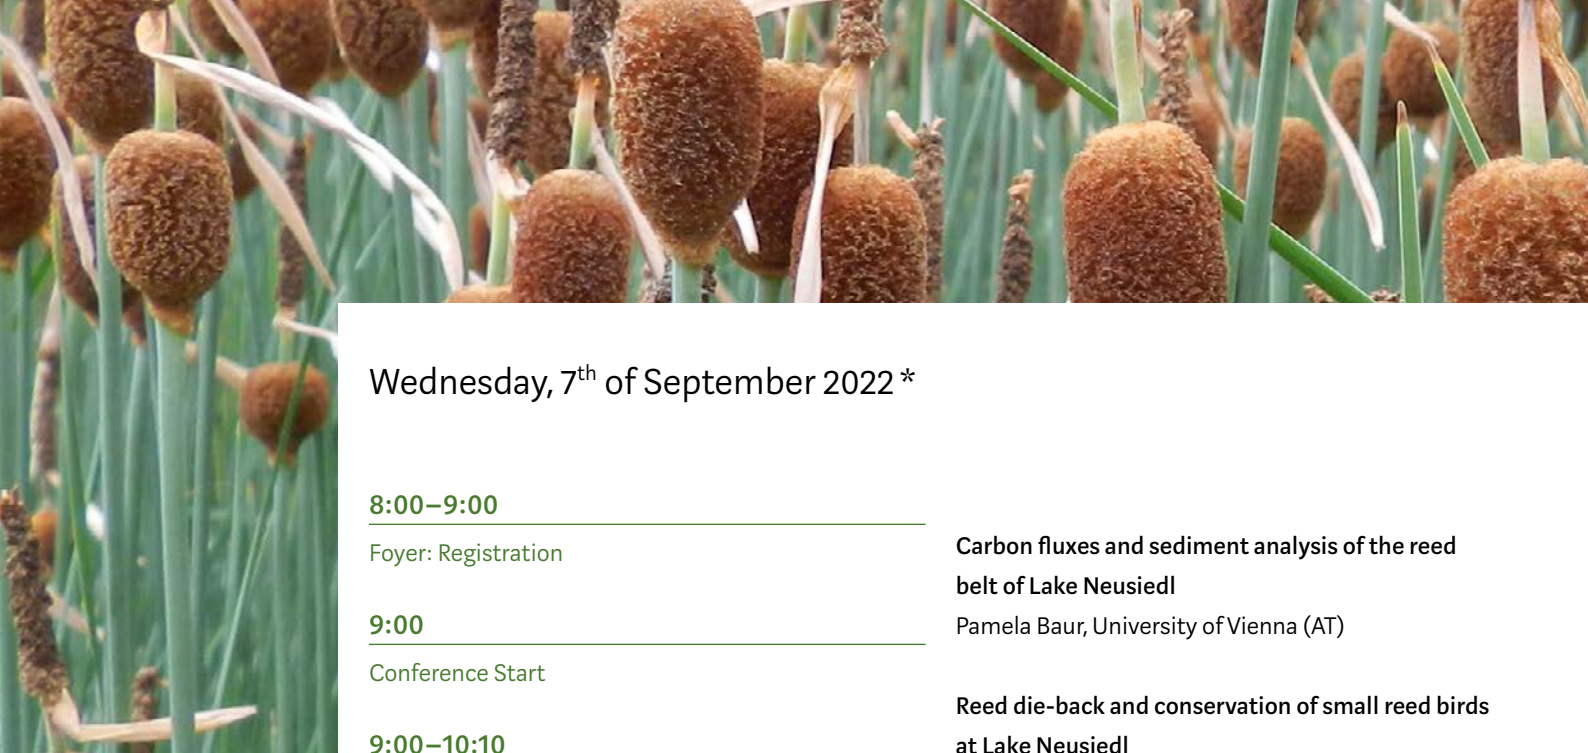 Wednesday, 7th of September 2022 *
8:00–9:00
Foyer: Registration
9:00
Conference Start
9:00–10:10
Carbon fluxes and sediment analysis of the reed
belt of Lake Neusiedl
Pamela Baur, University of Vienna (AT)
Reed die-back and conservation of small reed birds
at Lake Neusiedl